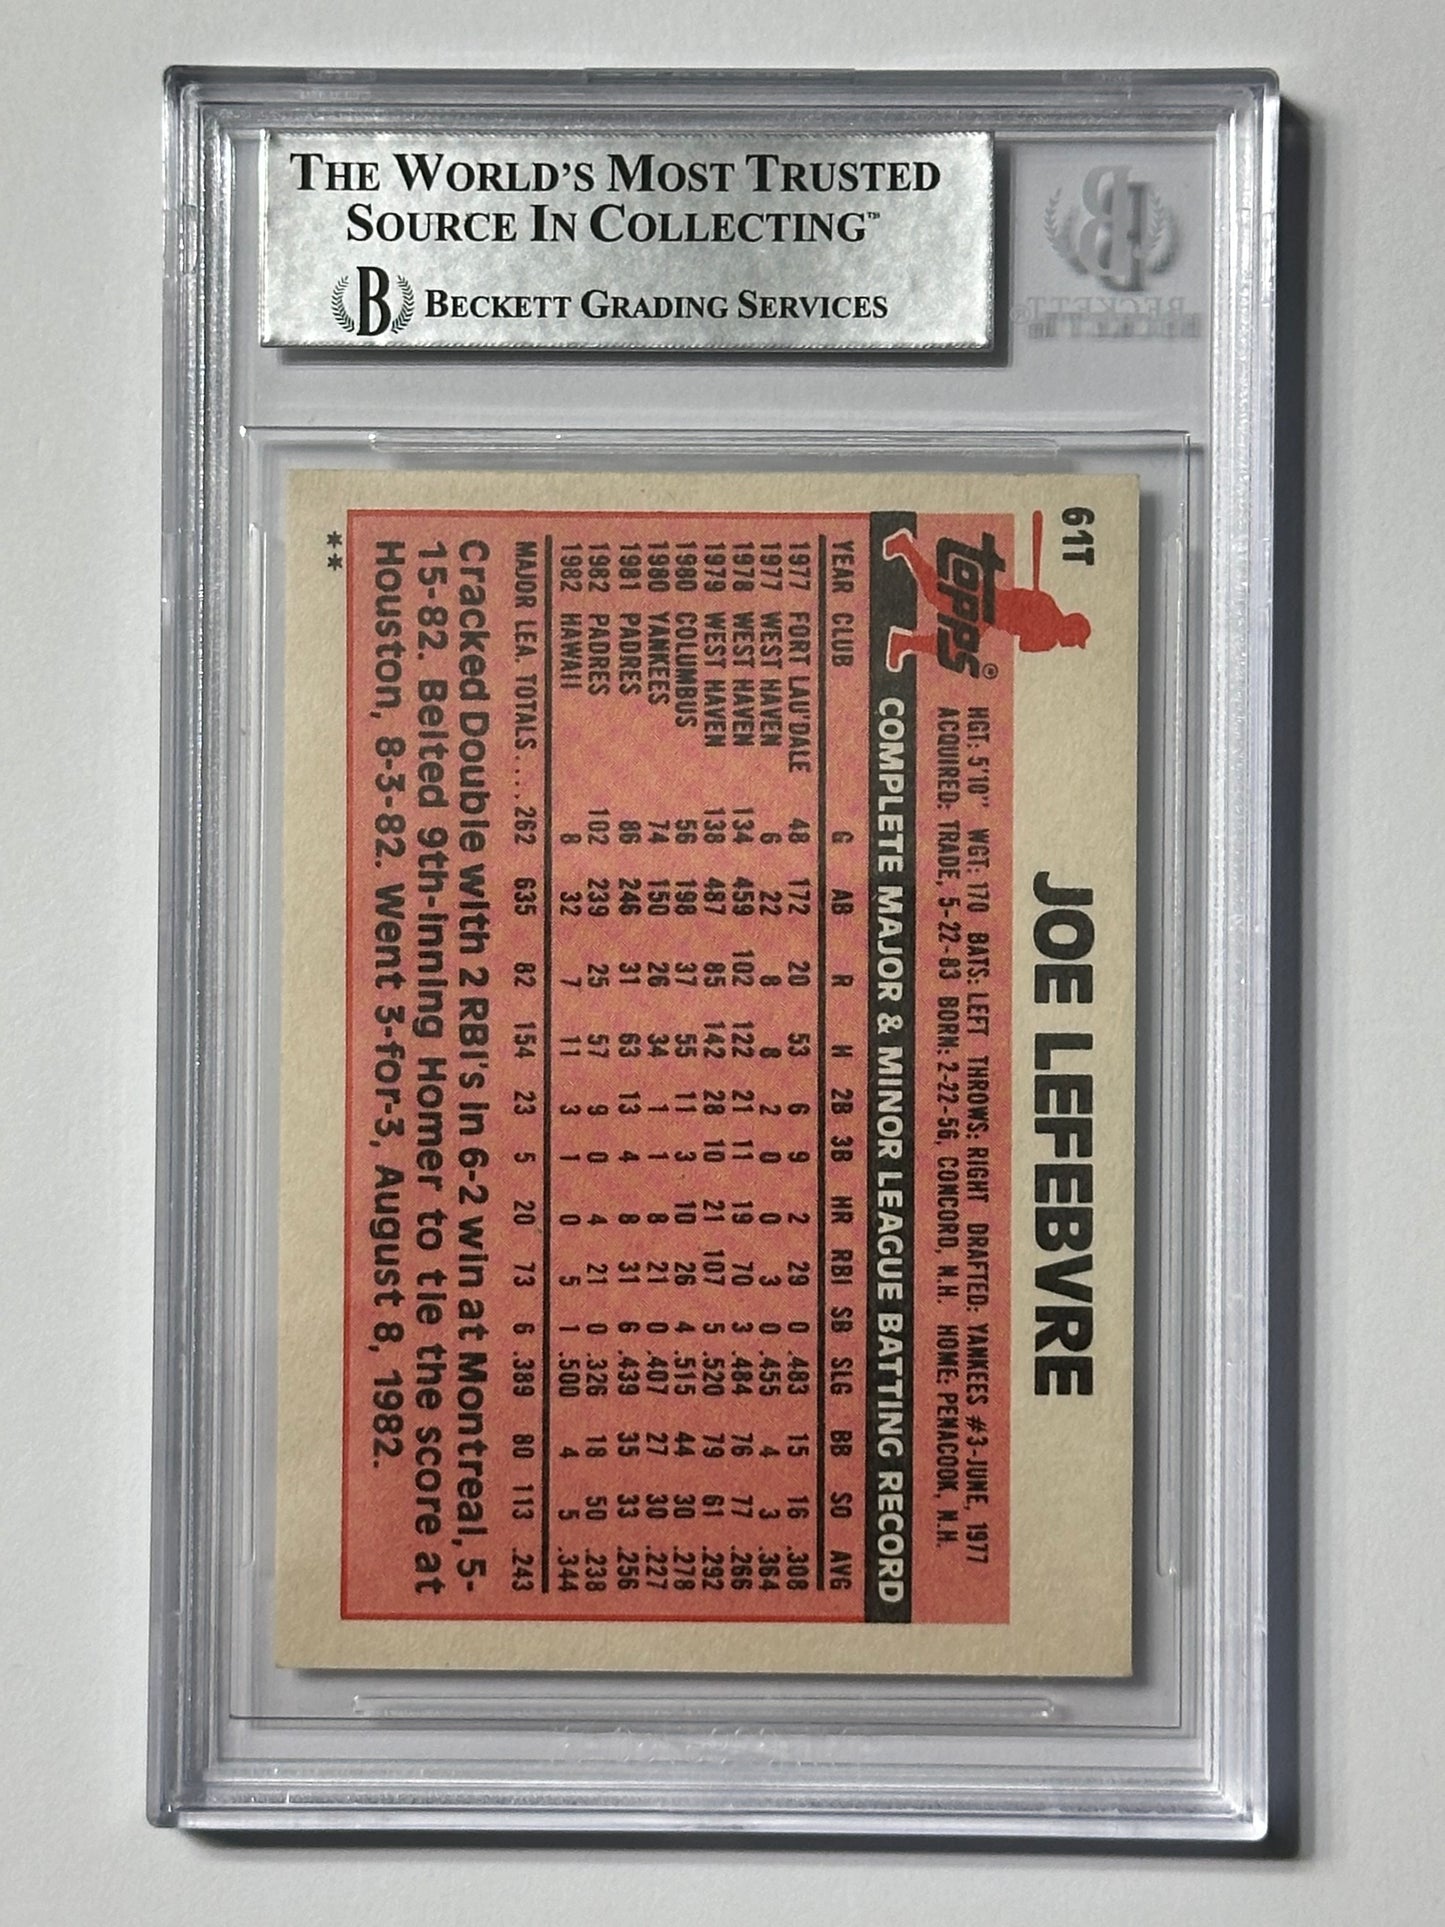 THE WORLD'S MOST TRUSTED
SOURCE IN COLLECTING™
B BECKETT GRADING SERVICES
BECKETT
61T
JOE LEFEBVRE
Topps®
HGT: 5'10" WGT: 170 BATS: LEFT THROWS: RIGHT DRAFTED: YANKEES #3-JUNE, 1977
ACQUIRED: TRADE, 5-22-83 BORN: 2-22-56, CONCORD, N.H. HOME: PENACOOK, N.H.
COMPLETE MAJOR & MINOR LEAGUE BATTING RECORD
YEAR CLUB G AB R H 2B 3B HR RBI SB SLG BB SO AVG
1977 FORT LAU'DALE 48 172 20 53 6 9 2 29 0 .483 15 16 .308
1977 WEST HAVEN 6 22 8 8 2 0 0 3 0 .455 4 3 .364
1978 WEST HAVEN 134 459 102 122 21 11 19 70 3 .484 76 77 .266
1979 WEST HAVEN 138 487 85 142 28 10 21 107 5 .520 79 61 .292
1980 COLUMBUS 56 198 37 55 11 3 10 26 4 .515 44 30 .278
1980 YANKEES 74 150 26 34 1 1 8 21 0 .407 27 30 .227
1981 PADRES 86 246 31 63 13 4 8 31 6 .439 35 33 .256
1982 PADRES 102 239 25 57 9 0 4 21 0 .326 18 50 .238
1982 HAWAII 8 32 7 11 3 1 0 5 1 .500 4 5 .344
MAJOR LEA. TOTALS.... 262 635 82 154 23 5 20 73 6 .389 80 113 .243
Cracked Double with 2 RBI's in 6-2 win at Montreal, 5-
15-82. Belted 9th-inning Homer to tie the score at
Houston, 8-3-82. Went 3-for-3, August 8, 1982.
**